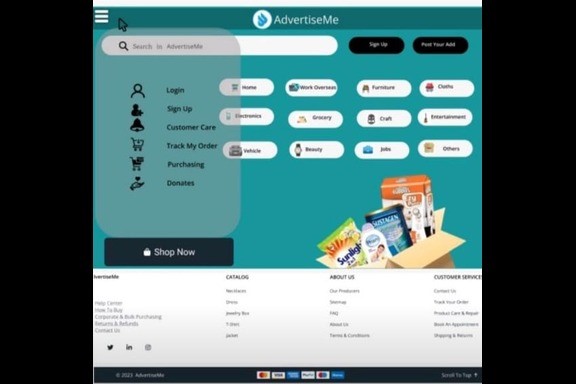 AdvertiseMe
Search in AdvertiseMe
Sign Up
Post Your Add
Login
Sign Up
Customer Care
Track My Order
Purchasing
Donates
Home
Work Overseas
Furniture
Cloths
Electronics
Grocery
Craft
Entertainment
Vehicle
Beauty
Jobs
Others
SUSTAGEN
Sunlight
Shop Now
lvertiseMe
Help Center
How To Buy
Corporate & Bulk Purchasing
Returns & Refunds
Contact Us
CATALOG
Necklaces
Dress
Jewelry Box
T-Shirt
Jacket
ABOUT US
Our Producers
Sitemap
FAQ
About Us
Terms & Conditions
CUSTOMER SERVICES
Contact Us
Track Your Order
Product Care & Repair
Book An Appointment
Shipping & Returns
© 2023 AdvertiseMe
Scroll To Top